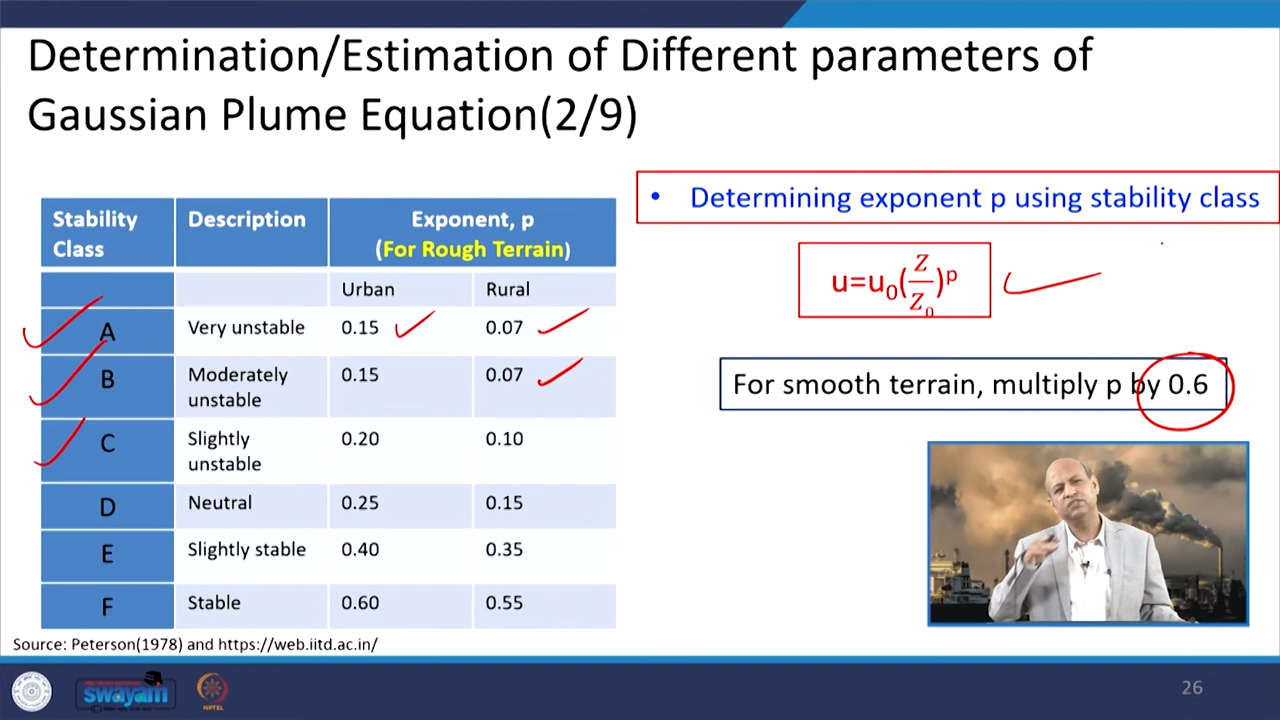 Determination/Estimation of Different parameters of
Gaussian Plume Equation(2/9)
Stability Class
Description
Exponent, p
(For Rough Terrain)
Urban
Rural
A
Very unstable
0.15
0.07
B
Moderately unstable
0.15
0.07
C
Slightly unstable
0.20
0.10
D
Neutral
0.25
0.15
E
Slightly stable
0.40
0.35
F
Stable
0.60
0.55
Source: Peterson(1978) and https://web.iitd.ac.in/
• Determining exponent p using stability class
u=u₀(Z/Z₀)ᵖ
For smooth terrain, multiply p by 0.6
swayam
NPTEL
26